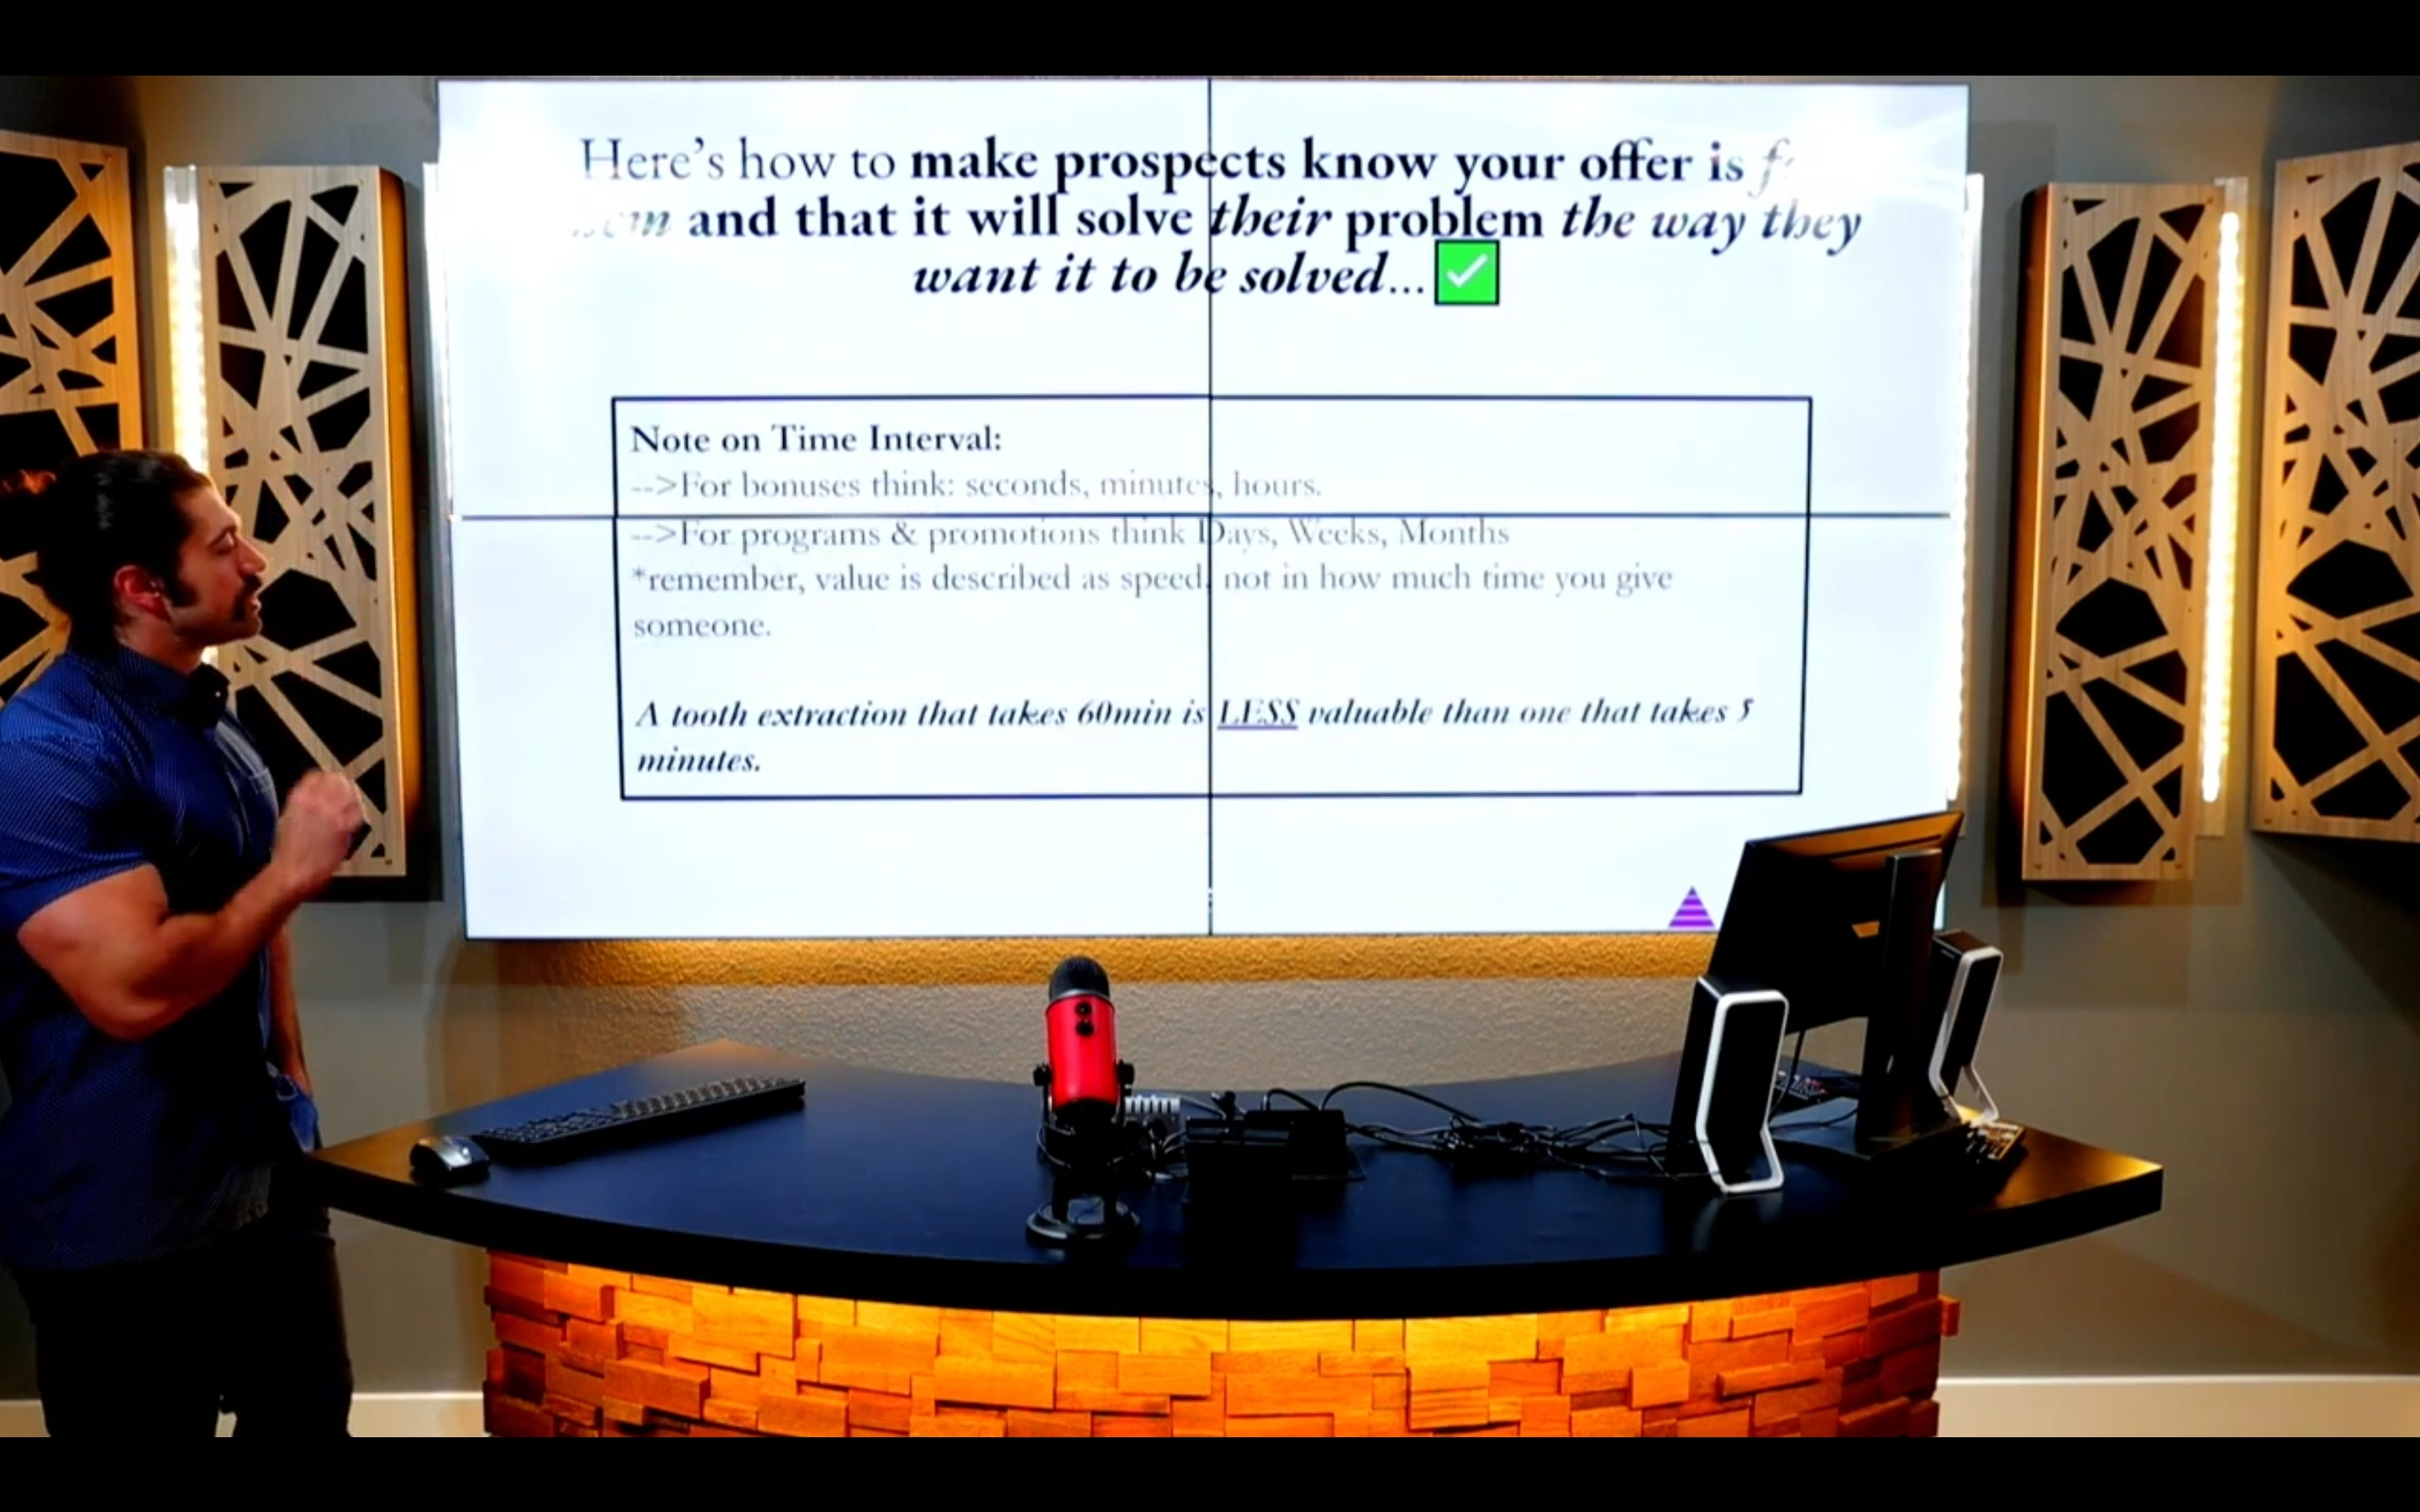 Here's how to make prospects know your offer is
and that it will solve their problem the way they
want it to be solved...
Note on Time Interval:
-->For bonuses think: seconds, minutes, hours.
-->For programs & promotions think Days, Weeks, Months
*remember, value is described as speed, not in how much time you give
someone.
A tooth extraction that takes 60min is LESS valuable than one that takes 5
minutes.